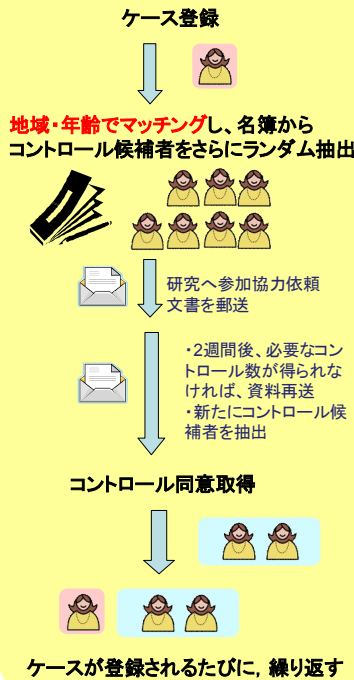 ケース登録
地域・年齢でマッチングし、名簿から
コントロール候補者をさらにランダム抽出
研究へ参加協力依頼
文書を郵送
・2週間後、必要なコン
トロール数が得られな
ければ、資料再送
・新たにコントロール候
補者を抽出
コントロール同意取得
ケースが登録されるたびに，繰り返す